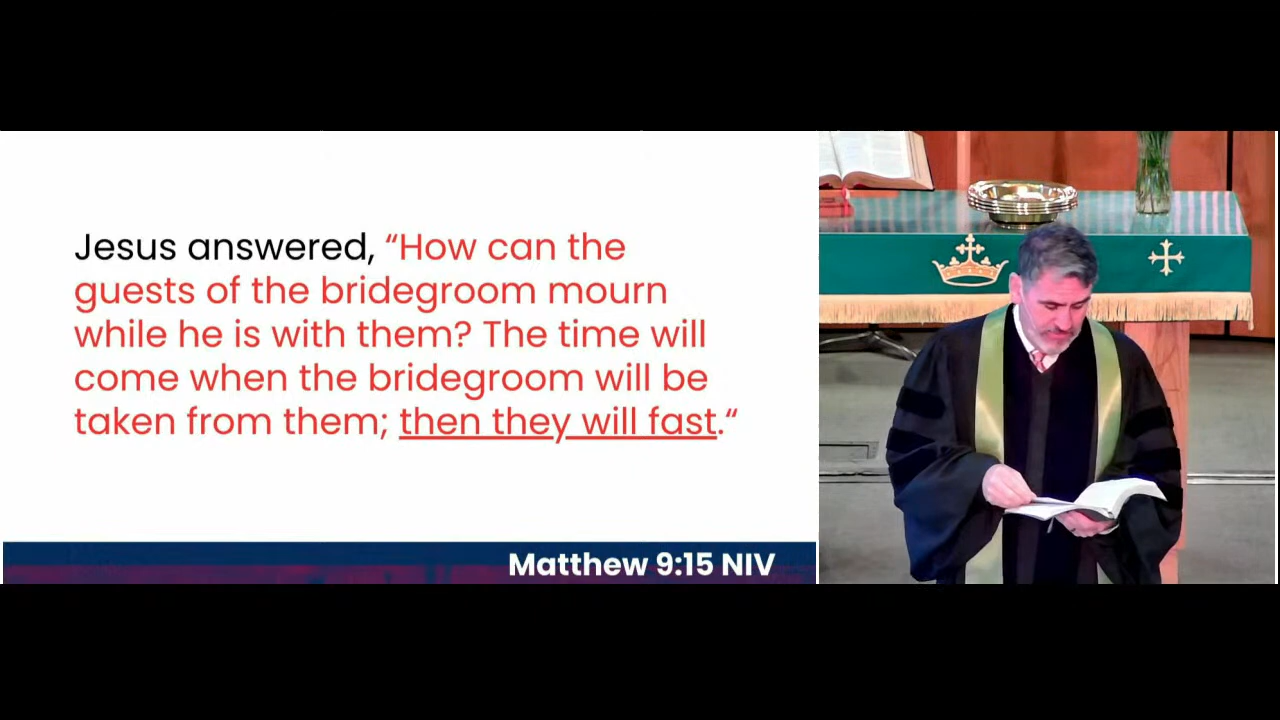 Jesus answered, “How can the
guests of the bridegroom mourn
while he is with them? The time will
come when the bridegroom will be
taken from them; then they will fast.“
Matthew 9:15 NIV